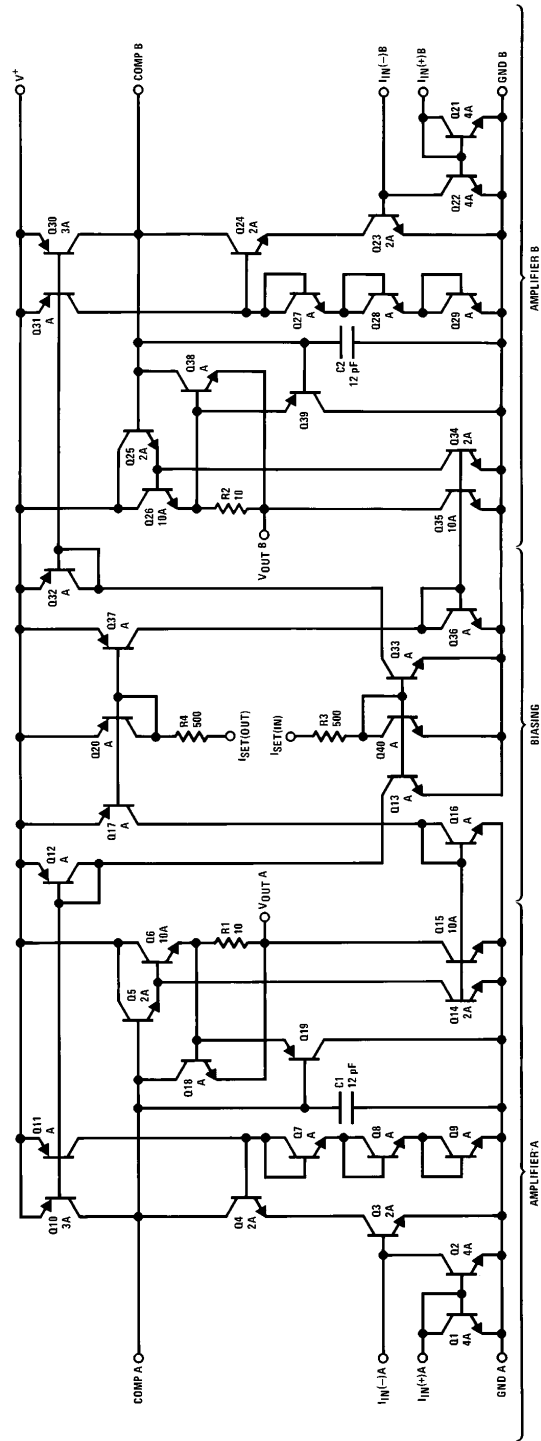 COMP A
I_IN(–)A
I_IN(+)A
GND A
Q1
4A
Q2
4A
Q3
2A
Q4
2A
Q10
3A
Q11
A
Q7
A
Q8
A
Q9
A
C1
12 pF
Q18
A
Q19
Q5
2A
Q6
10A
R1
10
V_OUT A
Q14
2A
Q15
10A
AMPLIFIER A
Q12
A
Q17
A
Q16
A
Q13
A
Q20
A
R4
500
I_SET(OUT)
I_SET(IN)
R3
500
Q40
A
Q33
A
Q37
A
Q36
A
Q32
A
BIASING
V_OUT B
Q26
10A
Q25
2A
R2
10
Q35
10A
Q34
2A
Q38
A
Q39
C2
12 pF
Q31
A
Q30
3A
Q27
A
Q28
A
Q29
A
Q24
2A
Q23
2A
Q22
4A
Q21
4A
AMPLIFIER B
V+
COMP B
I_IN(–)B
I_IN(+)B
GND B